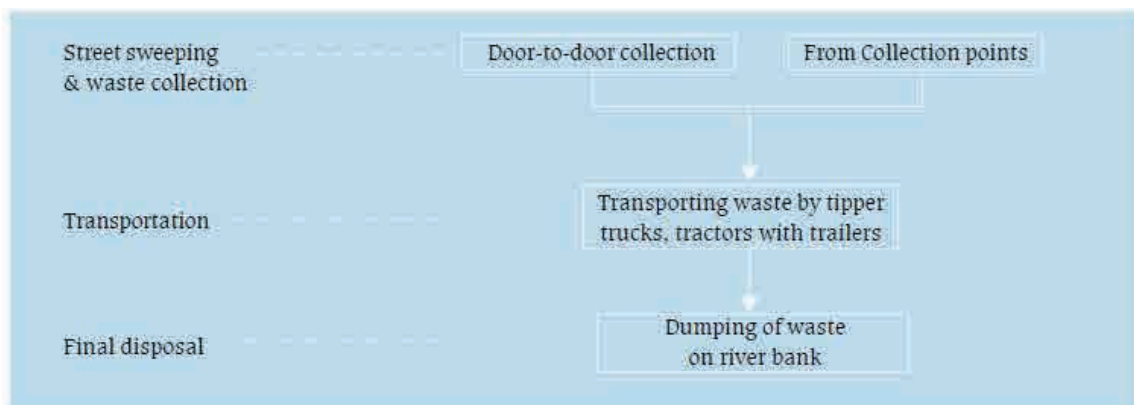 Street sweeping
& waste collection
Door-to-door collection
From Collection points
Transportation
Transporting waste by tipper
trucks, tractors with trailers
Final disposal
Dumping of waste
on river bank